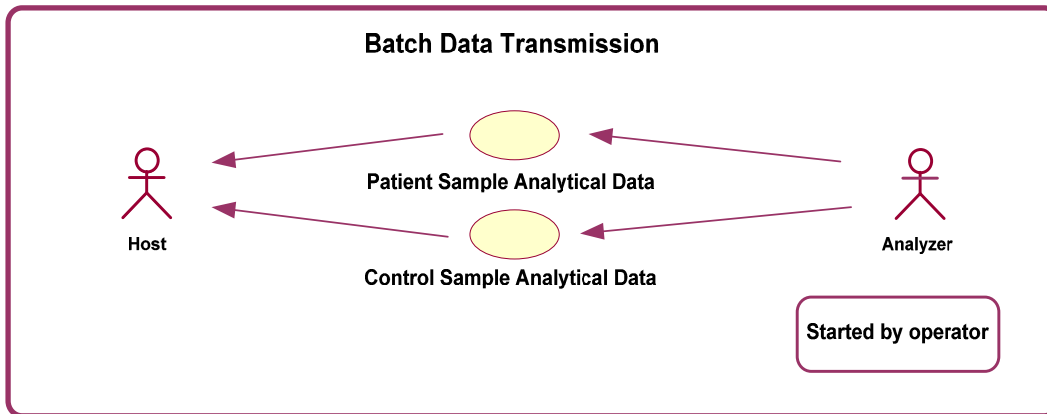 Batch Data Transmission
Patient Sample Analytical Data
Host
Analyzer
Control Sample Analytical Data
Started by operator